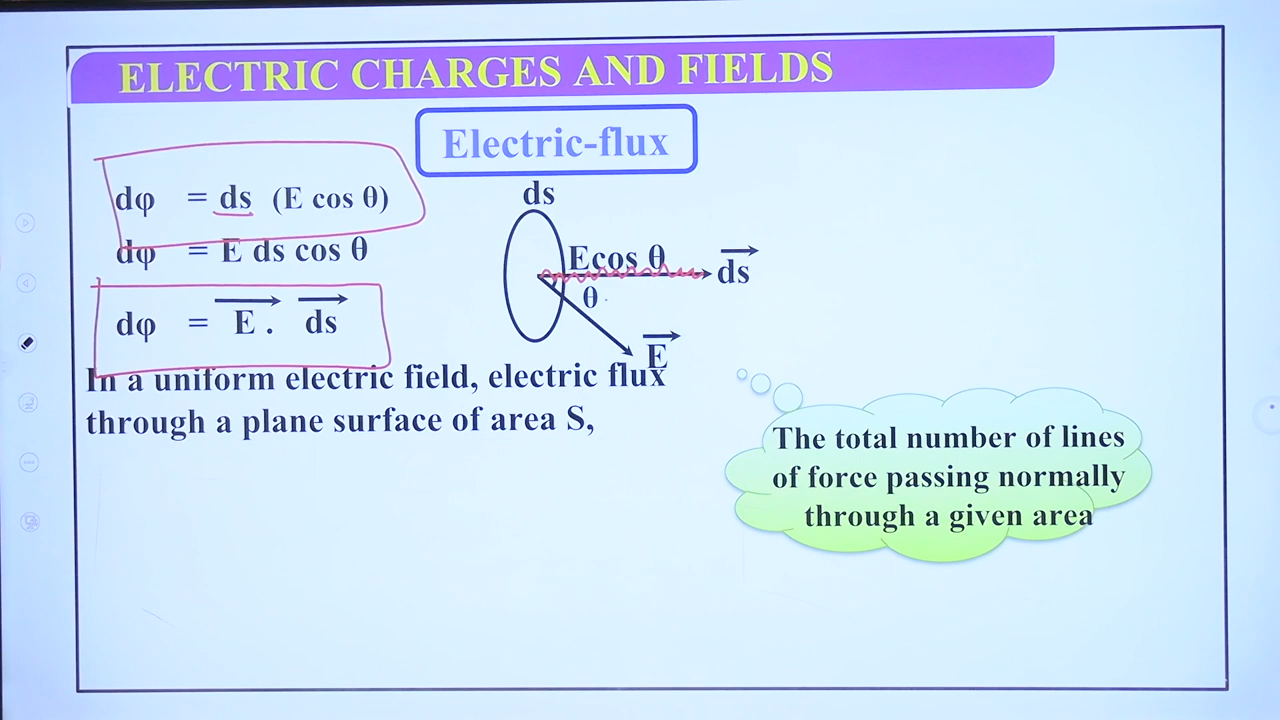 ELECTRIC CHARGES AND FIELDS
Electric-flux
dφ = ds (E cos θ)
dφ = E ds cos θ
dφ = E . ds
ds
Ecos θ
ds
θ
E
In a uniform electric field, electric flux
through a plane surface of area S,
The total number of lines
of force passing normally
through a given area